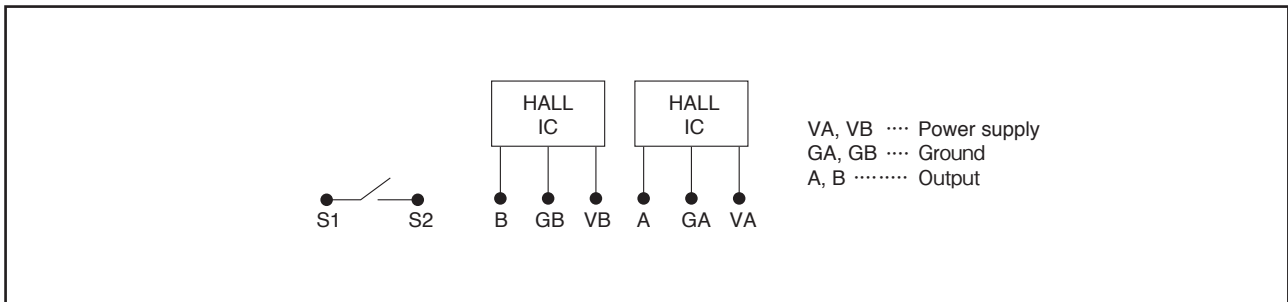 HALL
IC
HALL
IC
VA, VB ···· Power supply
GA, GB ···· Ground
A, B ········· Output
S1 S2 B GB VB A GA VA